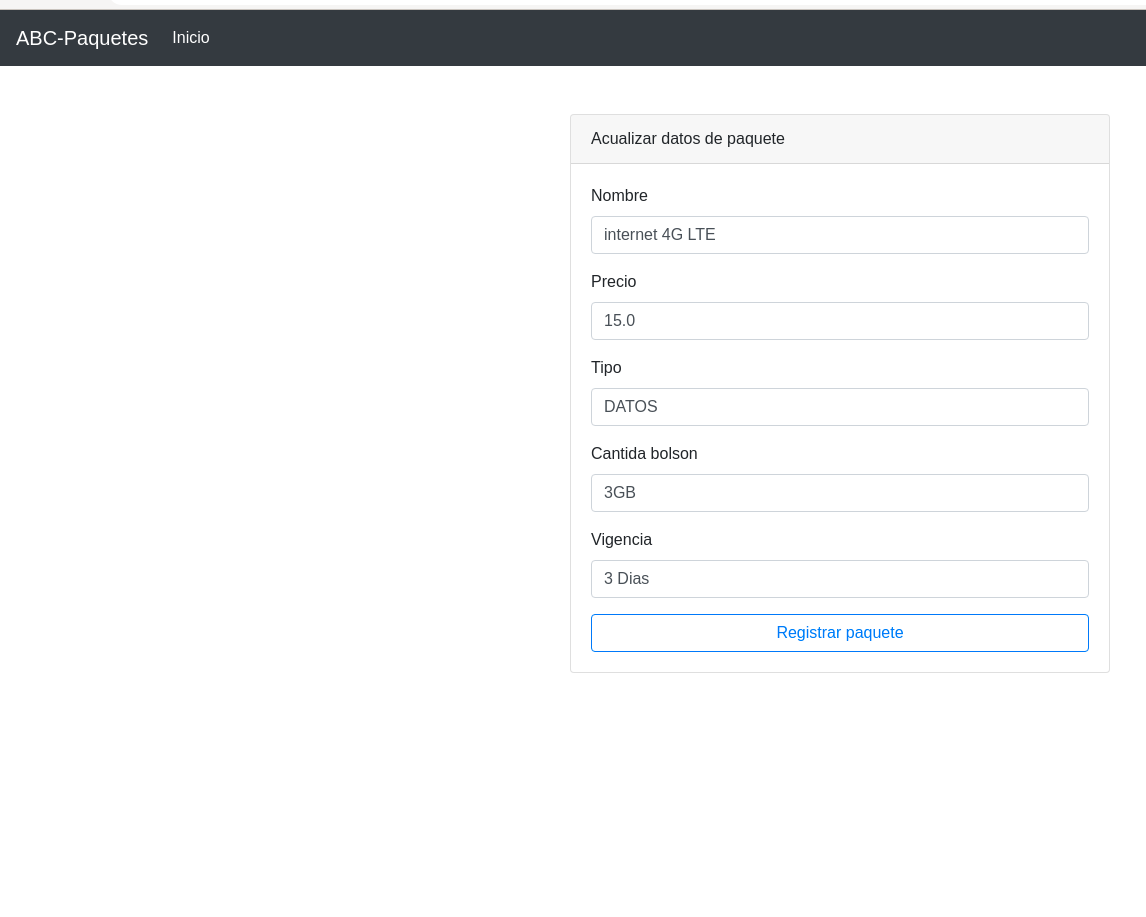 ABC-Paquetes Inicio
Acualizar datos de paquete
Nombre
internet 4G LTE
Precio
15.0
Tipo
DATOS
Cantida bolson
3GB
Vigencia
3 Dias
Registrar paquete